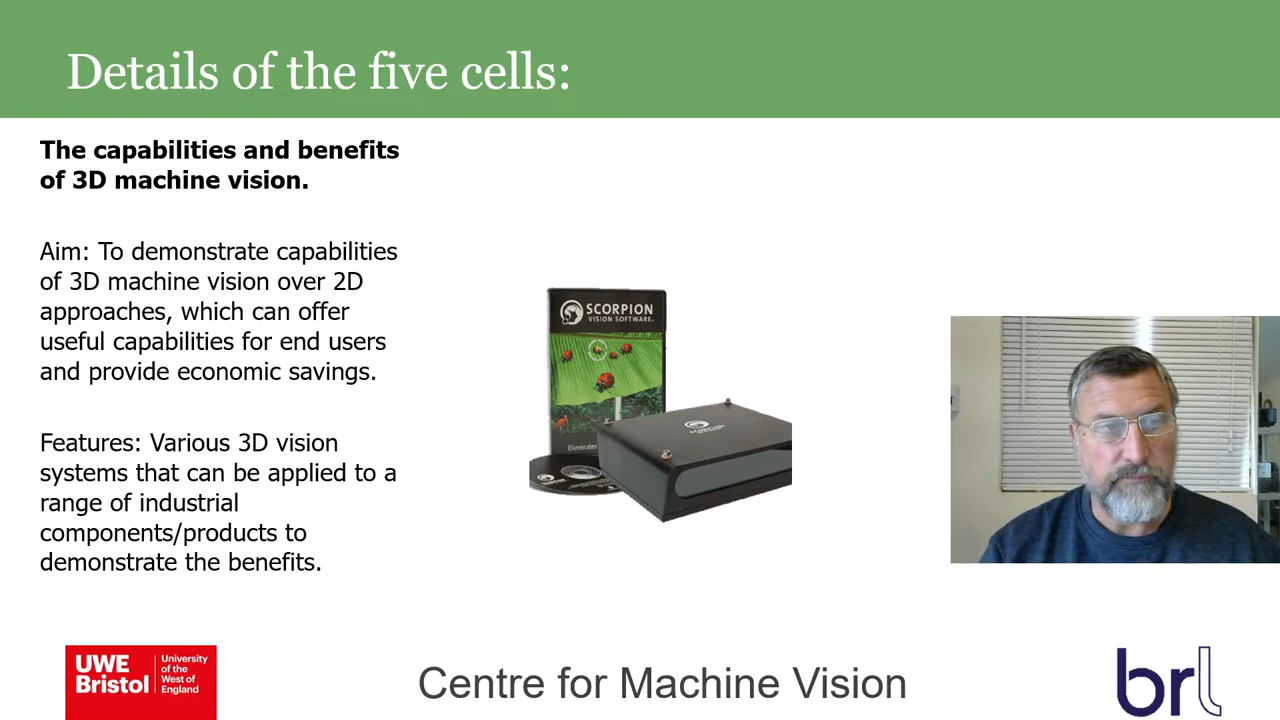 Details of the five cells:
The capabilities and benefits
of 3D machine vision.
Aim: To demonstrate capabilities
of 3D machine vision over 2D
approaches, which can offer
useful capabilities for end users
and provide economic savings.
Features: Various 3D vision
systems that can be applied to a
range of industrial
components/products to
demonstrate the benefits.
SCORPION
VISION SOFTWARE
Eliminates
SCORPION
SCORPION
UWE
Bristol
University
of the
West of
England
Centre for Machine Vision
brl